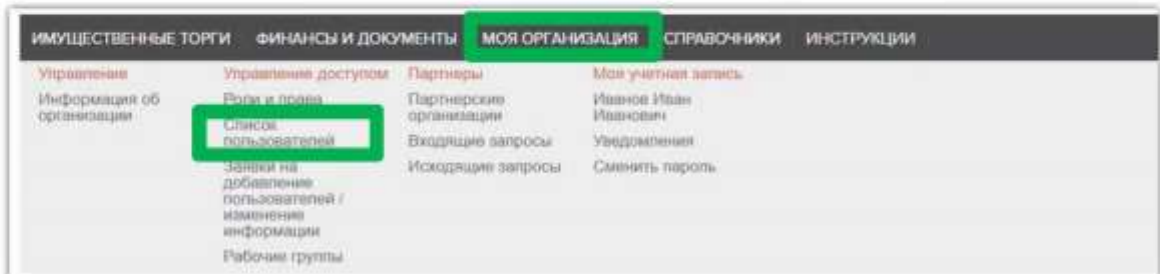 ИМУЩЕСТВЕННЫЕ ТОРГИ ФИНАНСЫ И ДОКУМЕНТЫ МОЯ ОРГАНИЗАЦИЯ СПРАВОЧНИКИ ИНСТРУКЦИИ
Управление
Информация об
организации
Управление доступом
Роли и права
Список
пользователей
Заявки на
добавление
пользователей /
изменение
информации
Рабочие группы
Партнеры
Партнерские
организации
Входящие запросы
Исходящие запросы
Моя учетная запись
Иванов Иван
Иванович
Уведомления
Сменить пароль